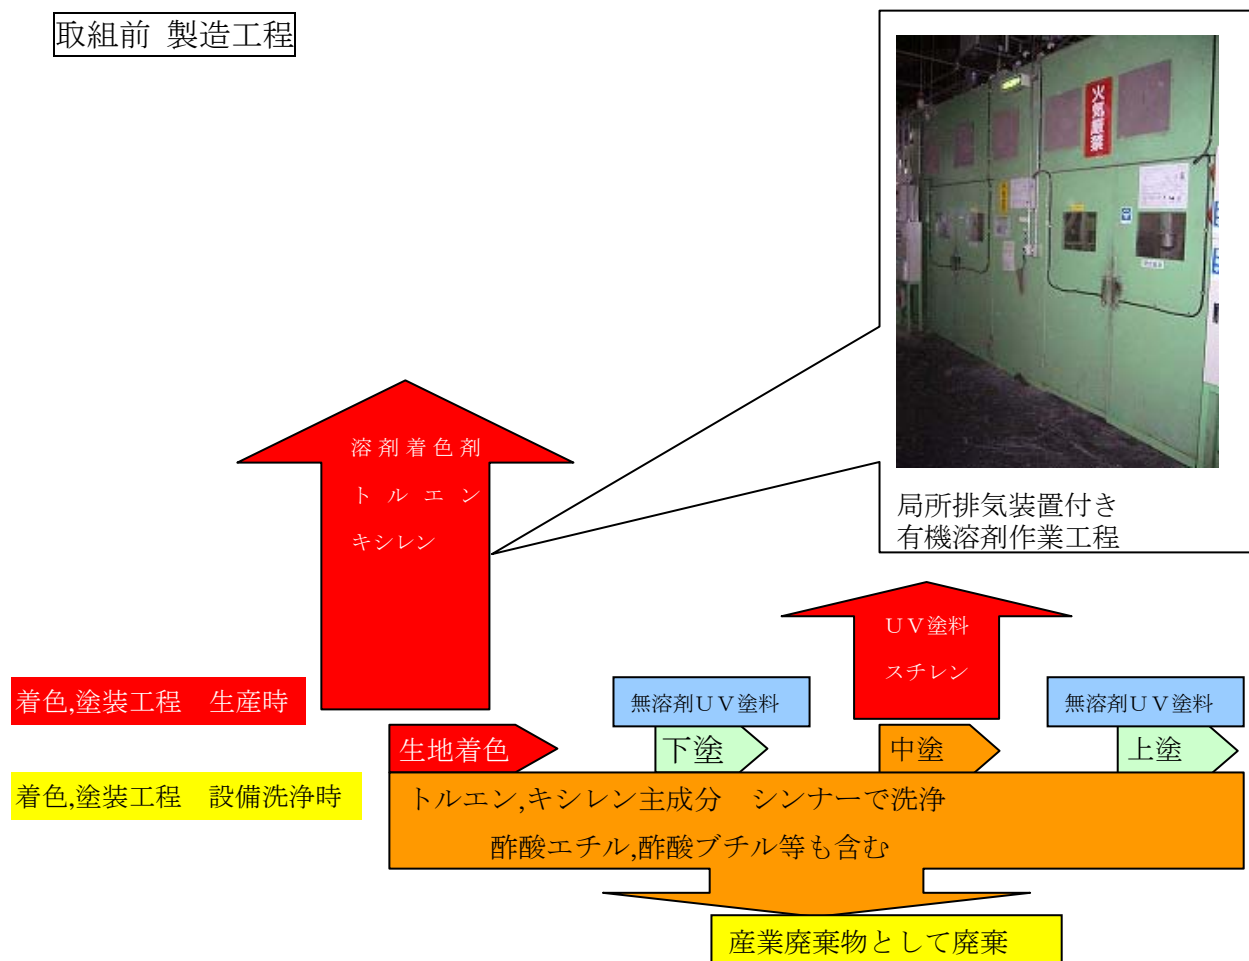 取組前 製造工程
火気厳禁
局所排気装置付き
有機溶剤作業工程
溶剤着色剤
トルエン
キシレン
UV塗料
スチレン
着色,塗装工程　生産時
無溶剤UV塗料
無溶剤UV塗料
生地着色
下塗
中塗
上塗
着色,塗装工程　設備洗浄時
トルエン,キシレン主成分　シンナーで洗浄
酢酸エチル,酢酸ブチル等も含む
産業廃棄物として廃棄